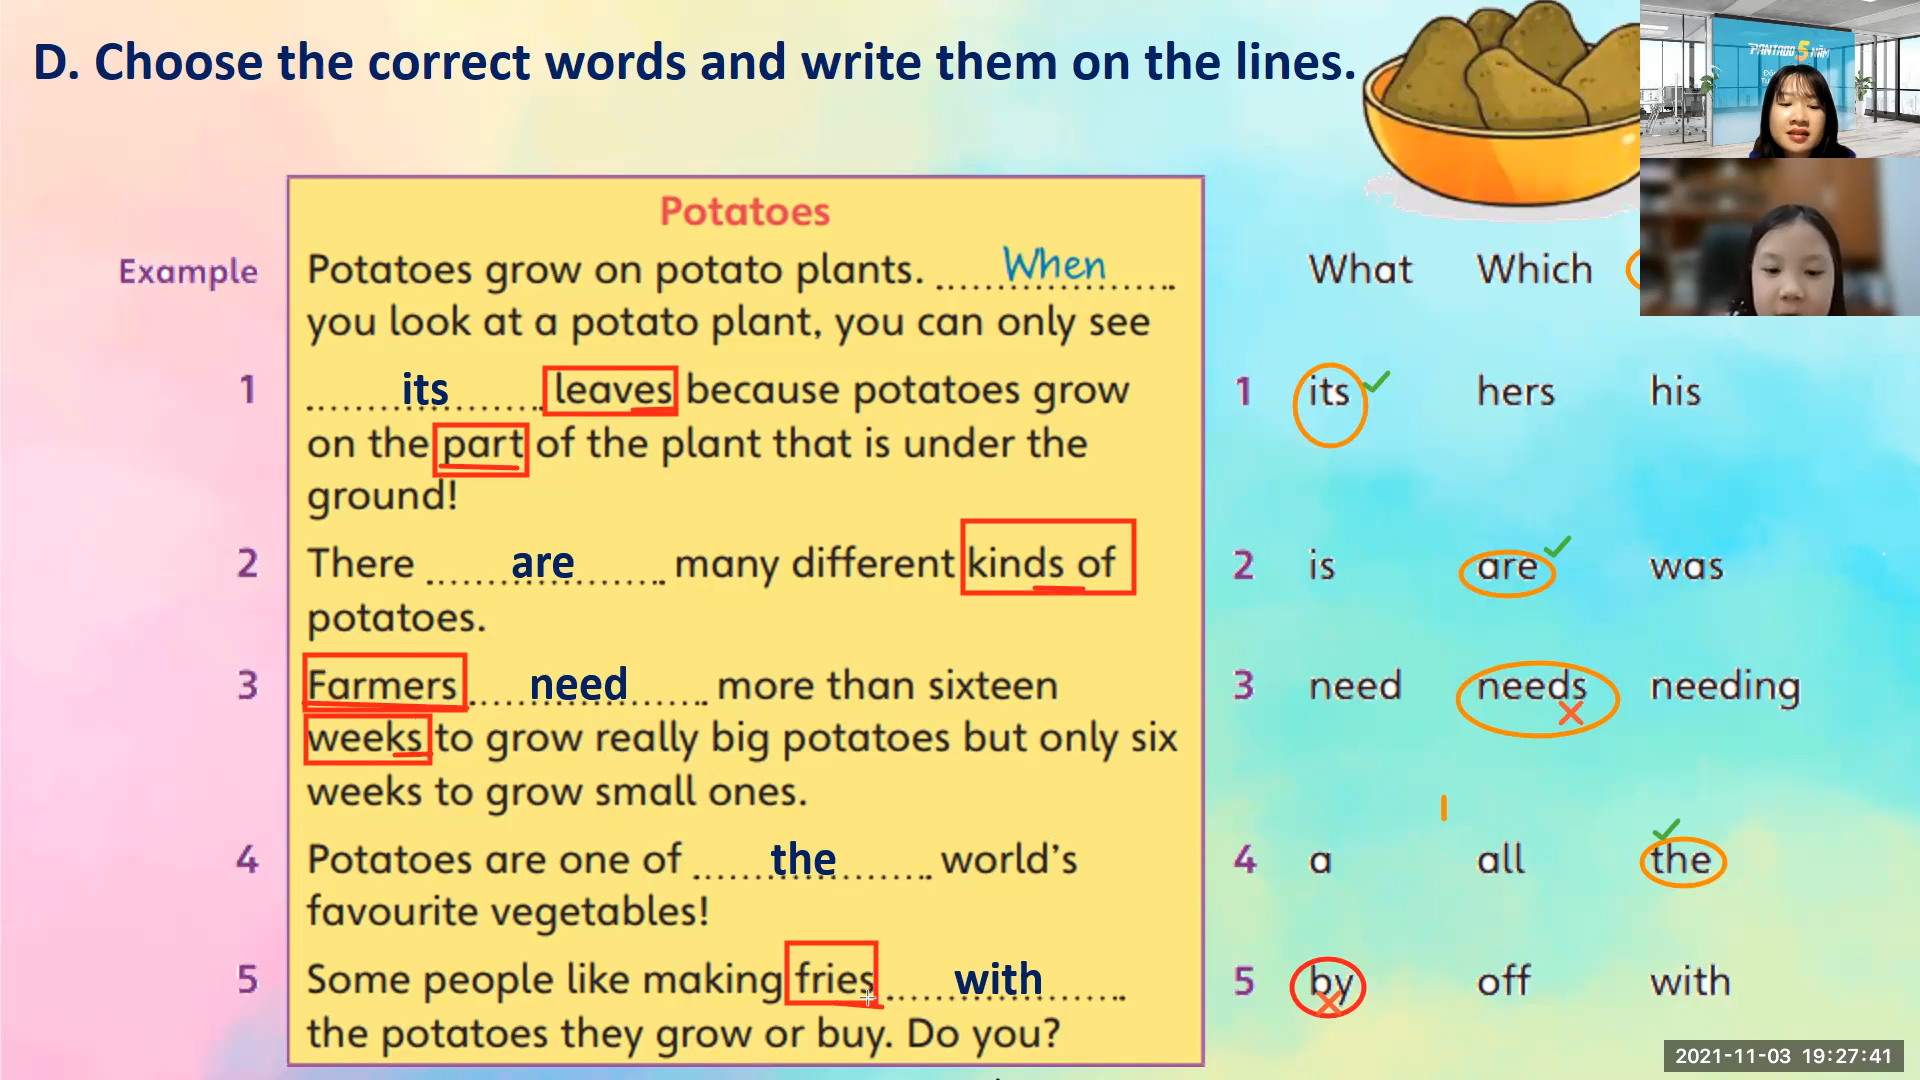 D. Choose the correct words and write them on the lines.
PANTADO 5 NĂM
Potatoes
Example Potatoes grow on potato plants. When What Which
you look at a potato plant, you can only see
1 its leaves because potatoes grow 1 its hers his
on the part of the plant that is under the
ground!
2 There are many different kinds of 2 is are was
potatoes.
3 Farmers need more than sixteen 3 need needs needing
weeks to grow really big potatoes but only six
weeks to grow small ones.
4 Potatoes are one of the world's 4 a all the
favourite vegetables!
5 Some people like making fries with 5 by off with
the potatoes they grow or buy. Do you?
2021-11-03 19:27:41